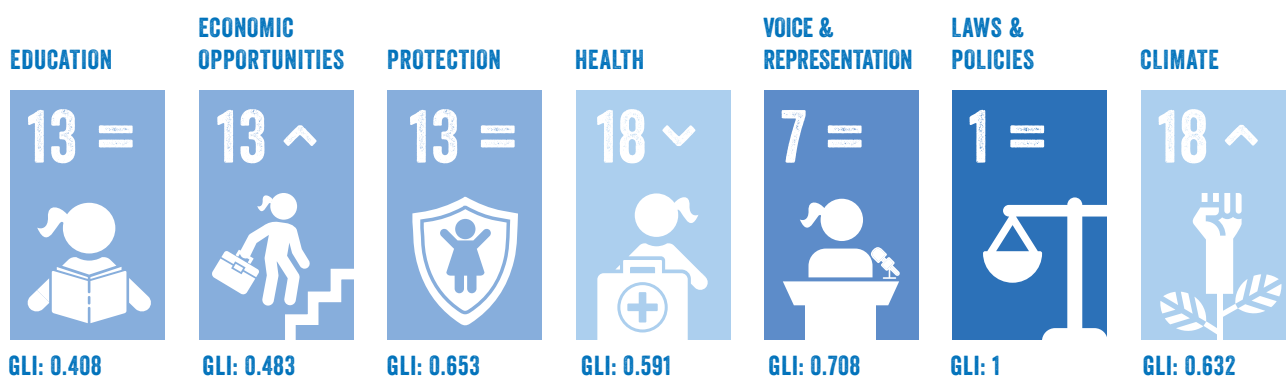 EDUCATION
ECONOMIC
OPPORTUNITIES
PROTECTION
HEALTH
VOICE &
REPRESENTATION
LAWS &
POLICIES
CLIMATE
13 =
13 ^
13 =
18 ⌄
7 =
1 =
18 ^
GLI: 0.408
GLI: 0.483
GLI: 0.653
GLI: 0.591
GLI: 0.708
GLI: 1
GLI: 0.632